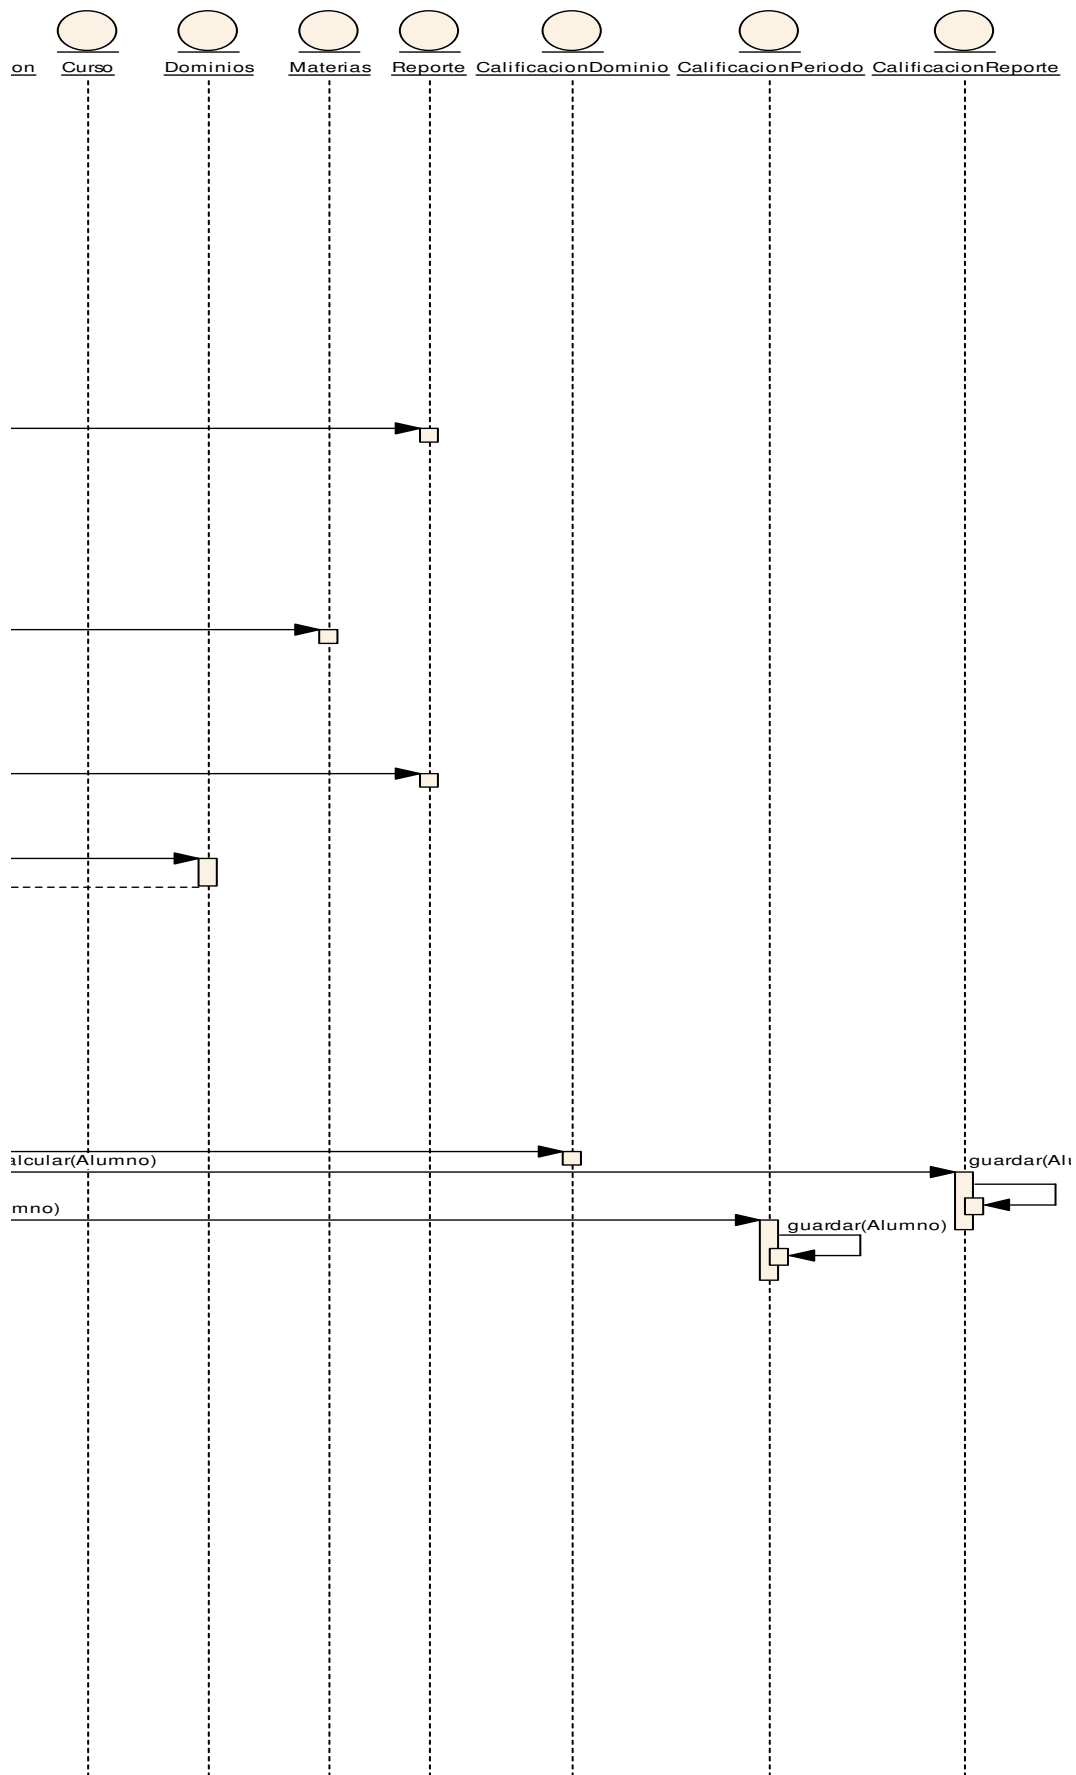 on Curso Dominios Materias Reporte CalificacionDominio CalificacionPeriodo CalificacionReporte
alcular(Alumno)
guardar(Alu
mno)
guardar(Alumno)